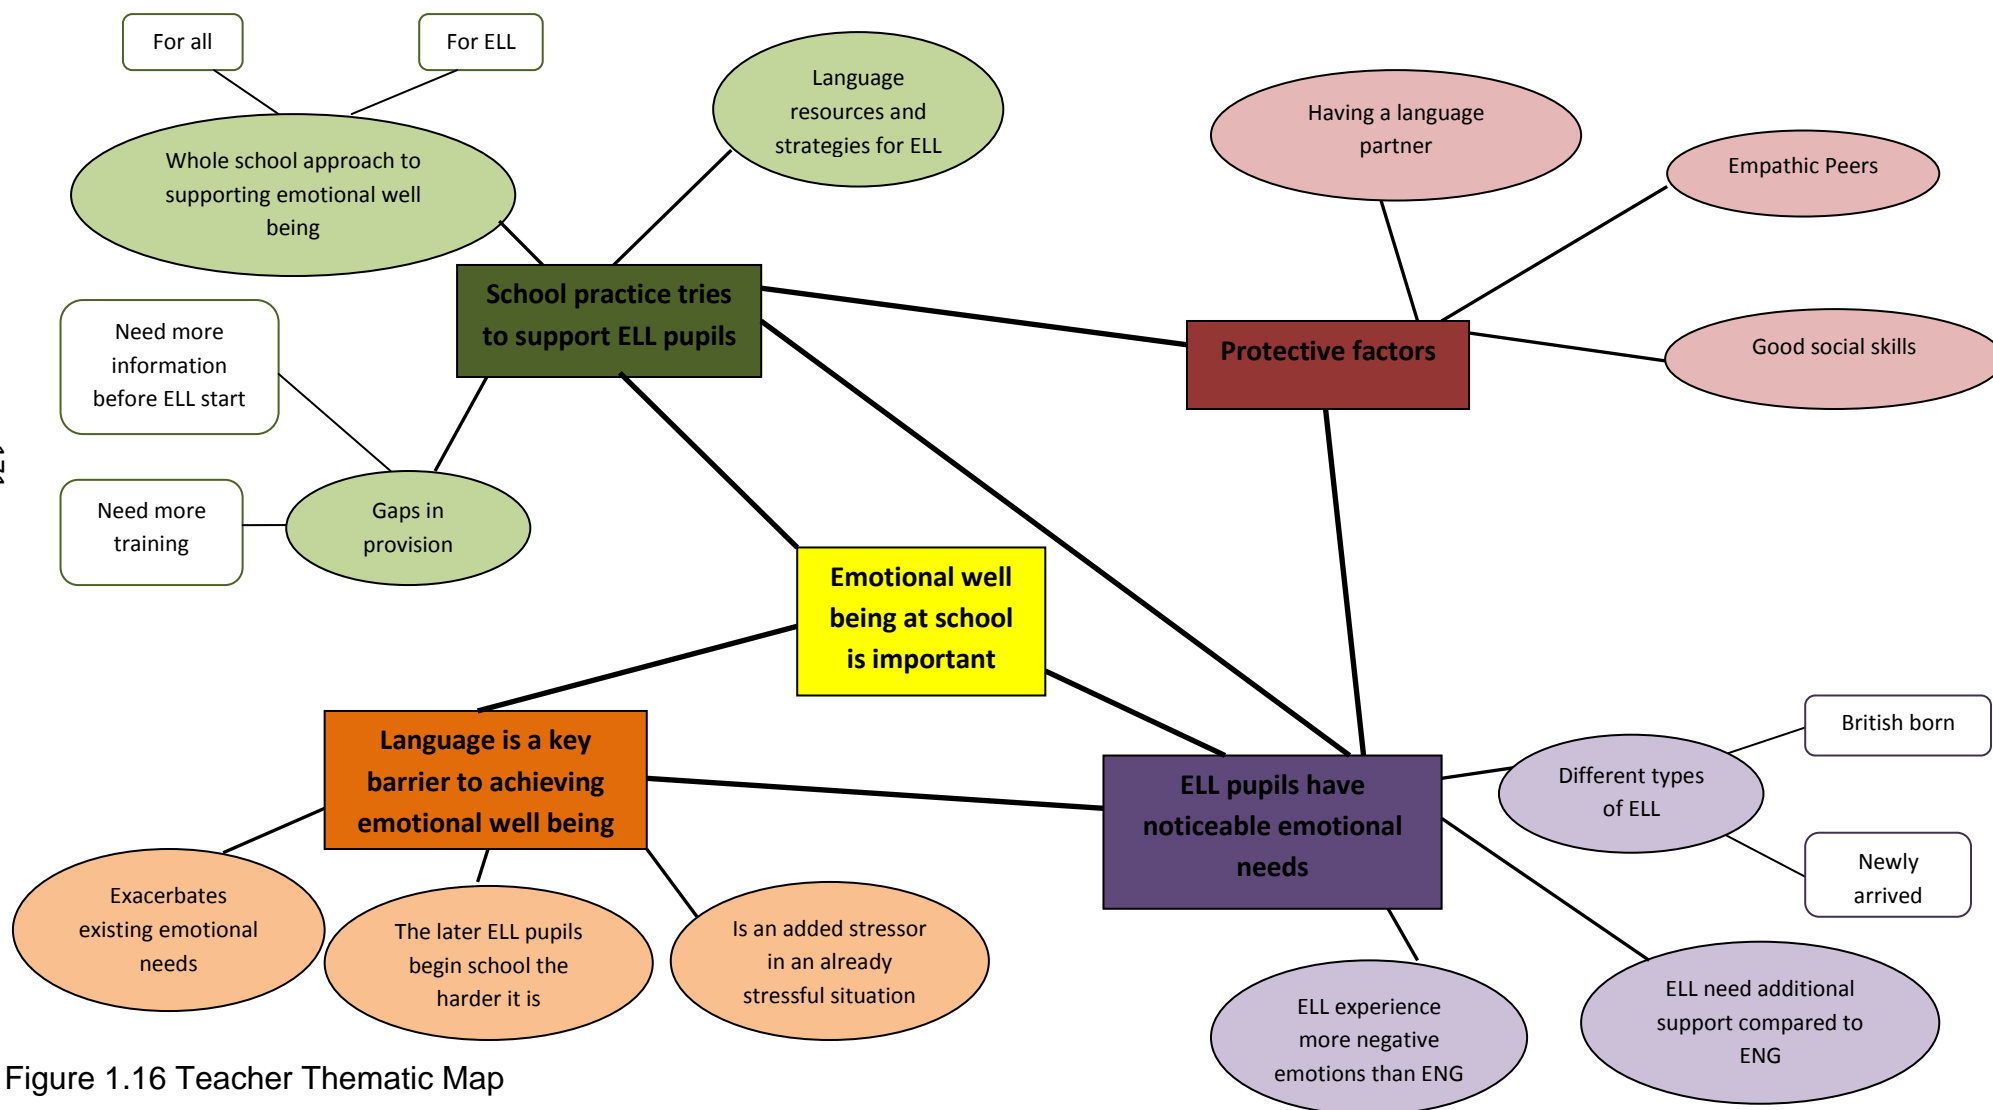 For all
For ELL
Language
resources and
strategies for ELL
Having a language
partner
Empathic Peers
Whole school approach to
supporting emotional well
being
School practice tries
to support ELL pupils
Protective factors
Good social skills
Need more
information
before ELL start
Need more
training
Gaps in
provision
Emotional well
being at school
is important
Language is a key
barrier to achieving
emotional well being
ELL pupils have
noticeable emotional
needs
Different types
of ELL
British born
Newly
arrived
Exacerbates
existing emotional
needs
The later ELL pupils
begin school the
harder it is
Is an added stressor
in an already
stressful situation
ELL experience
more negative
emotions than ENG
ELL need additional
support compared to
ENG
Figure 1.16 Teacher Thematic Map